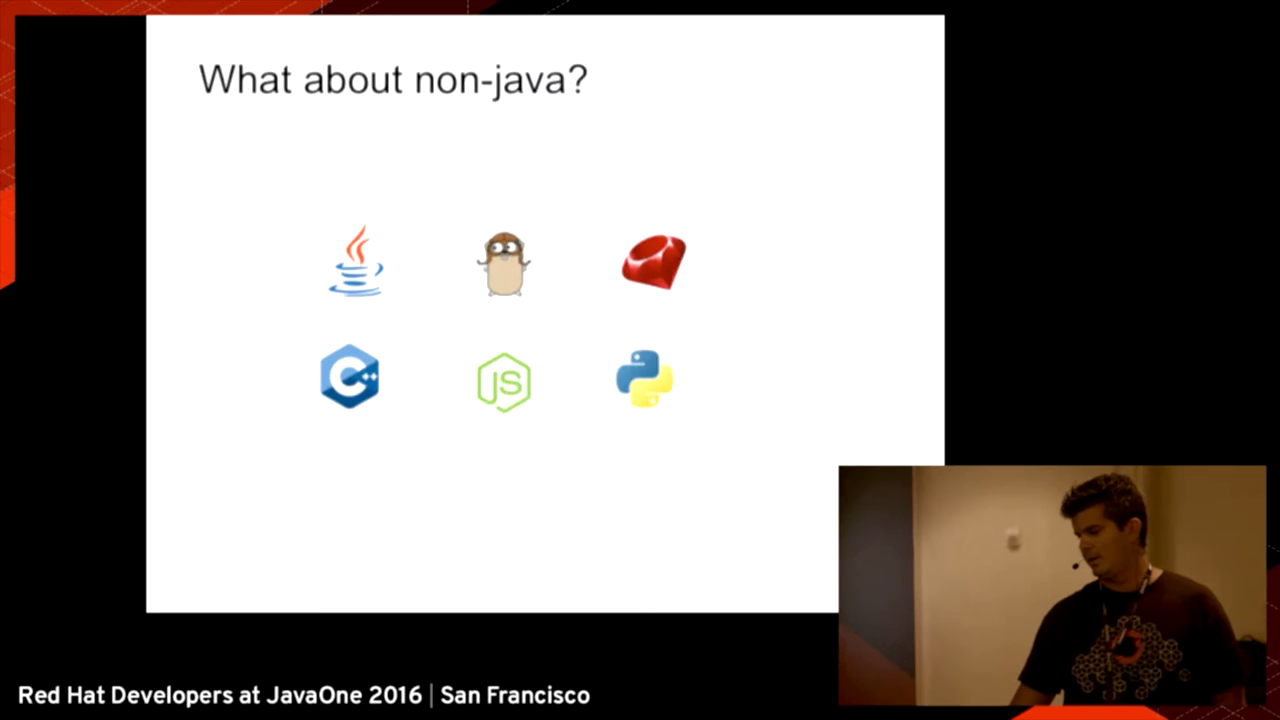 What about non-java?
C++
JS
Red Hat Developers at JavaOne 2016 | San Francisco